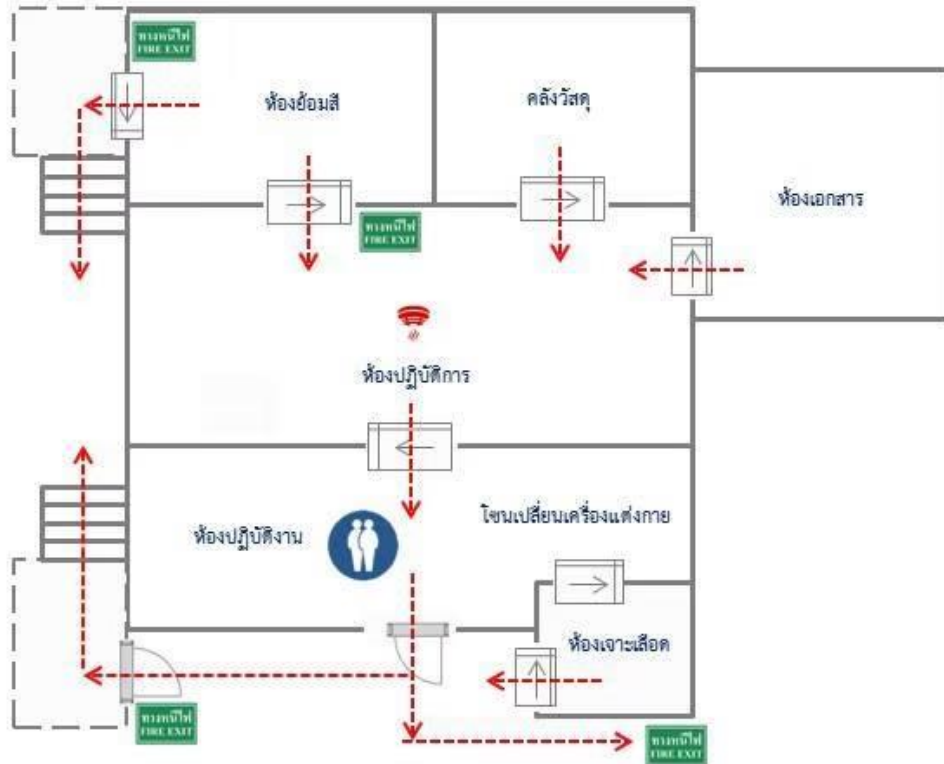 ทางหนีไฟ
FIRE EXIT
ห้องย้อมสี
คลังวัสดุ
ห้องเอกสาร
ทางหนีไฟ
FIRE EXIT
ห้องปฏิบัติการ
โซนเปลี่ยนเครื่องแต่งกาย
ห้องปฏิบัติงาน
ห้องเจาะเลือด
ทางหนีไฟ
FIRE EXIT
ทางหนีไฟ
FIRE EXIT